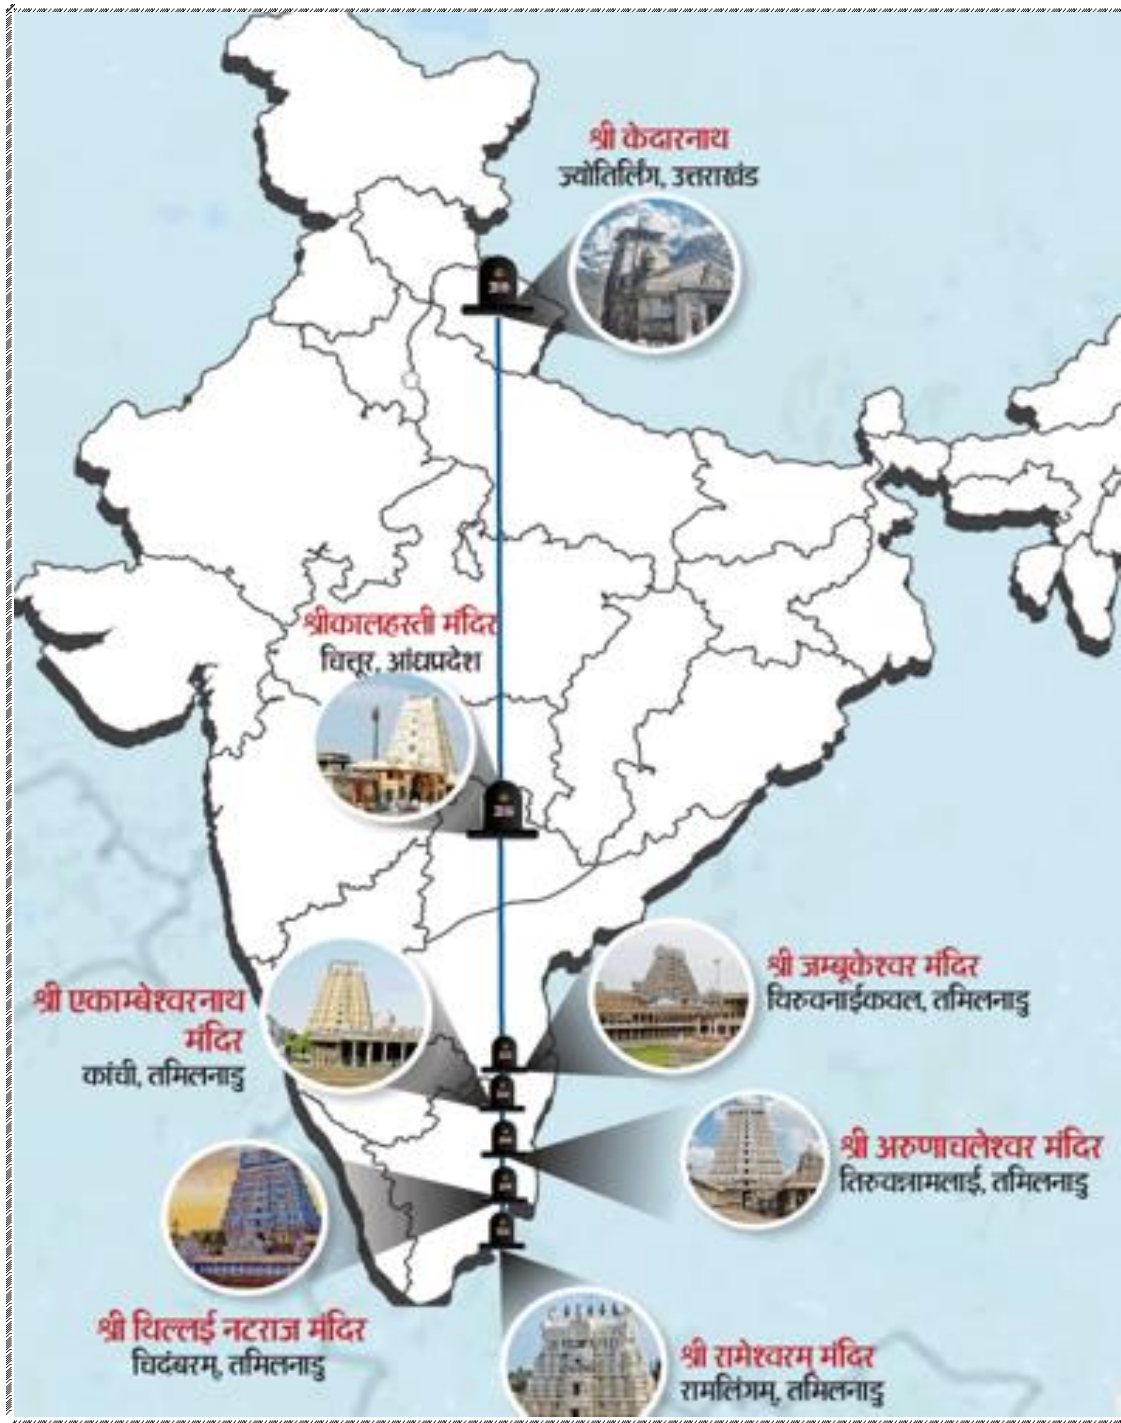 श्री केदारनाथ
ज्योतिर्लिंग, उत्तराखंड
श्रीकालहस्ती मंदिर
चित्तूर, आंध्रप्रदेश
श्री एकाम्बेश्वरनाथ
मंदिर
कांची, तमिलनाडु
श्री जम्बूकेश्वर मंदिर
थिरुवनाईकवल, तमिलनाडु
श्री अरुणाचलेश्वर मंदिर
तिरुवन्नामलाई, तमिलनाडु
श्री थिल्लई नटराज मंदिर
चिदंबरम्, तमिलनाडु
श्री रामेश्वरम् मंदिर
रामलिंगम्, तमिलनाडु